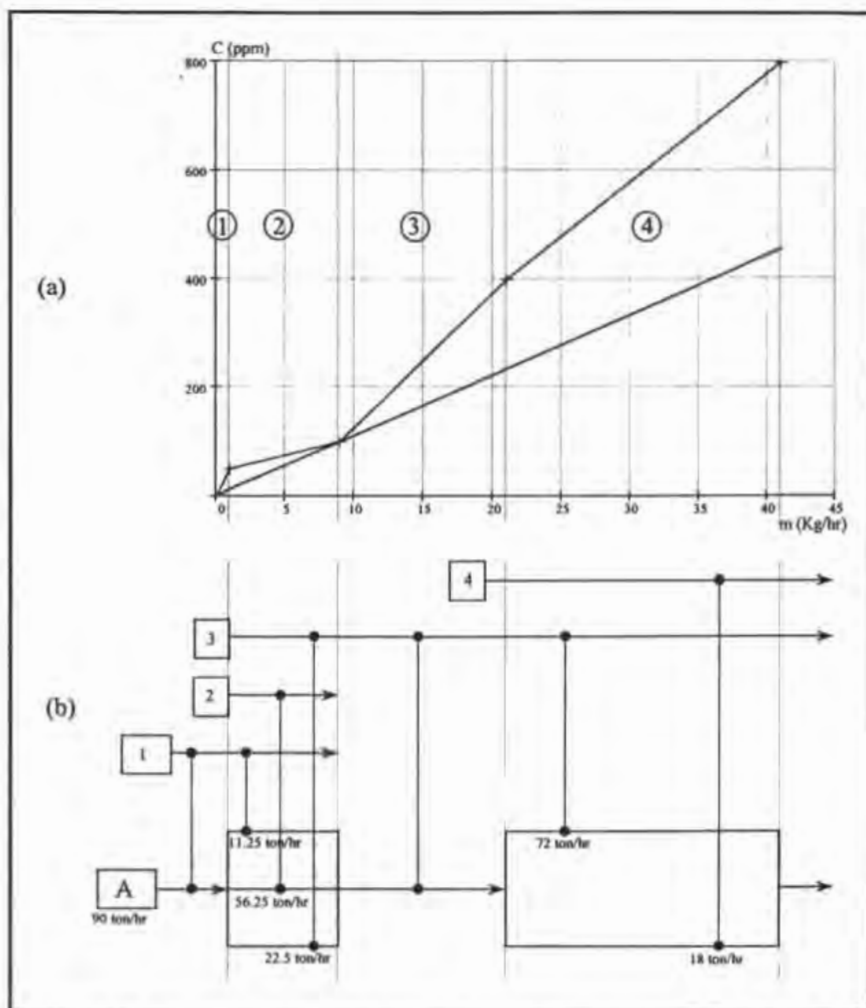 C (ppm)
800
600
400
200
① ② ③ ④
(a)
0 5 10 15 20 25 30 35 40 45
m (Kg/hr)
4
3
2
(b)
1
11.25 ton/hr
72 ton/hr
A
56.25 ton/hr
90 ton/hr
22.5 ton/hr
18 ton/hr